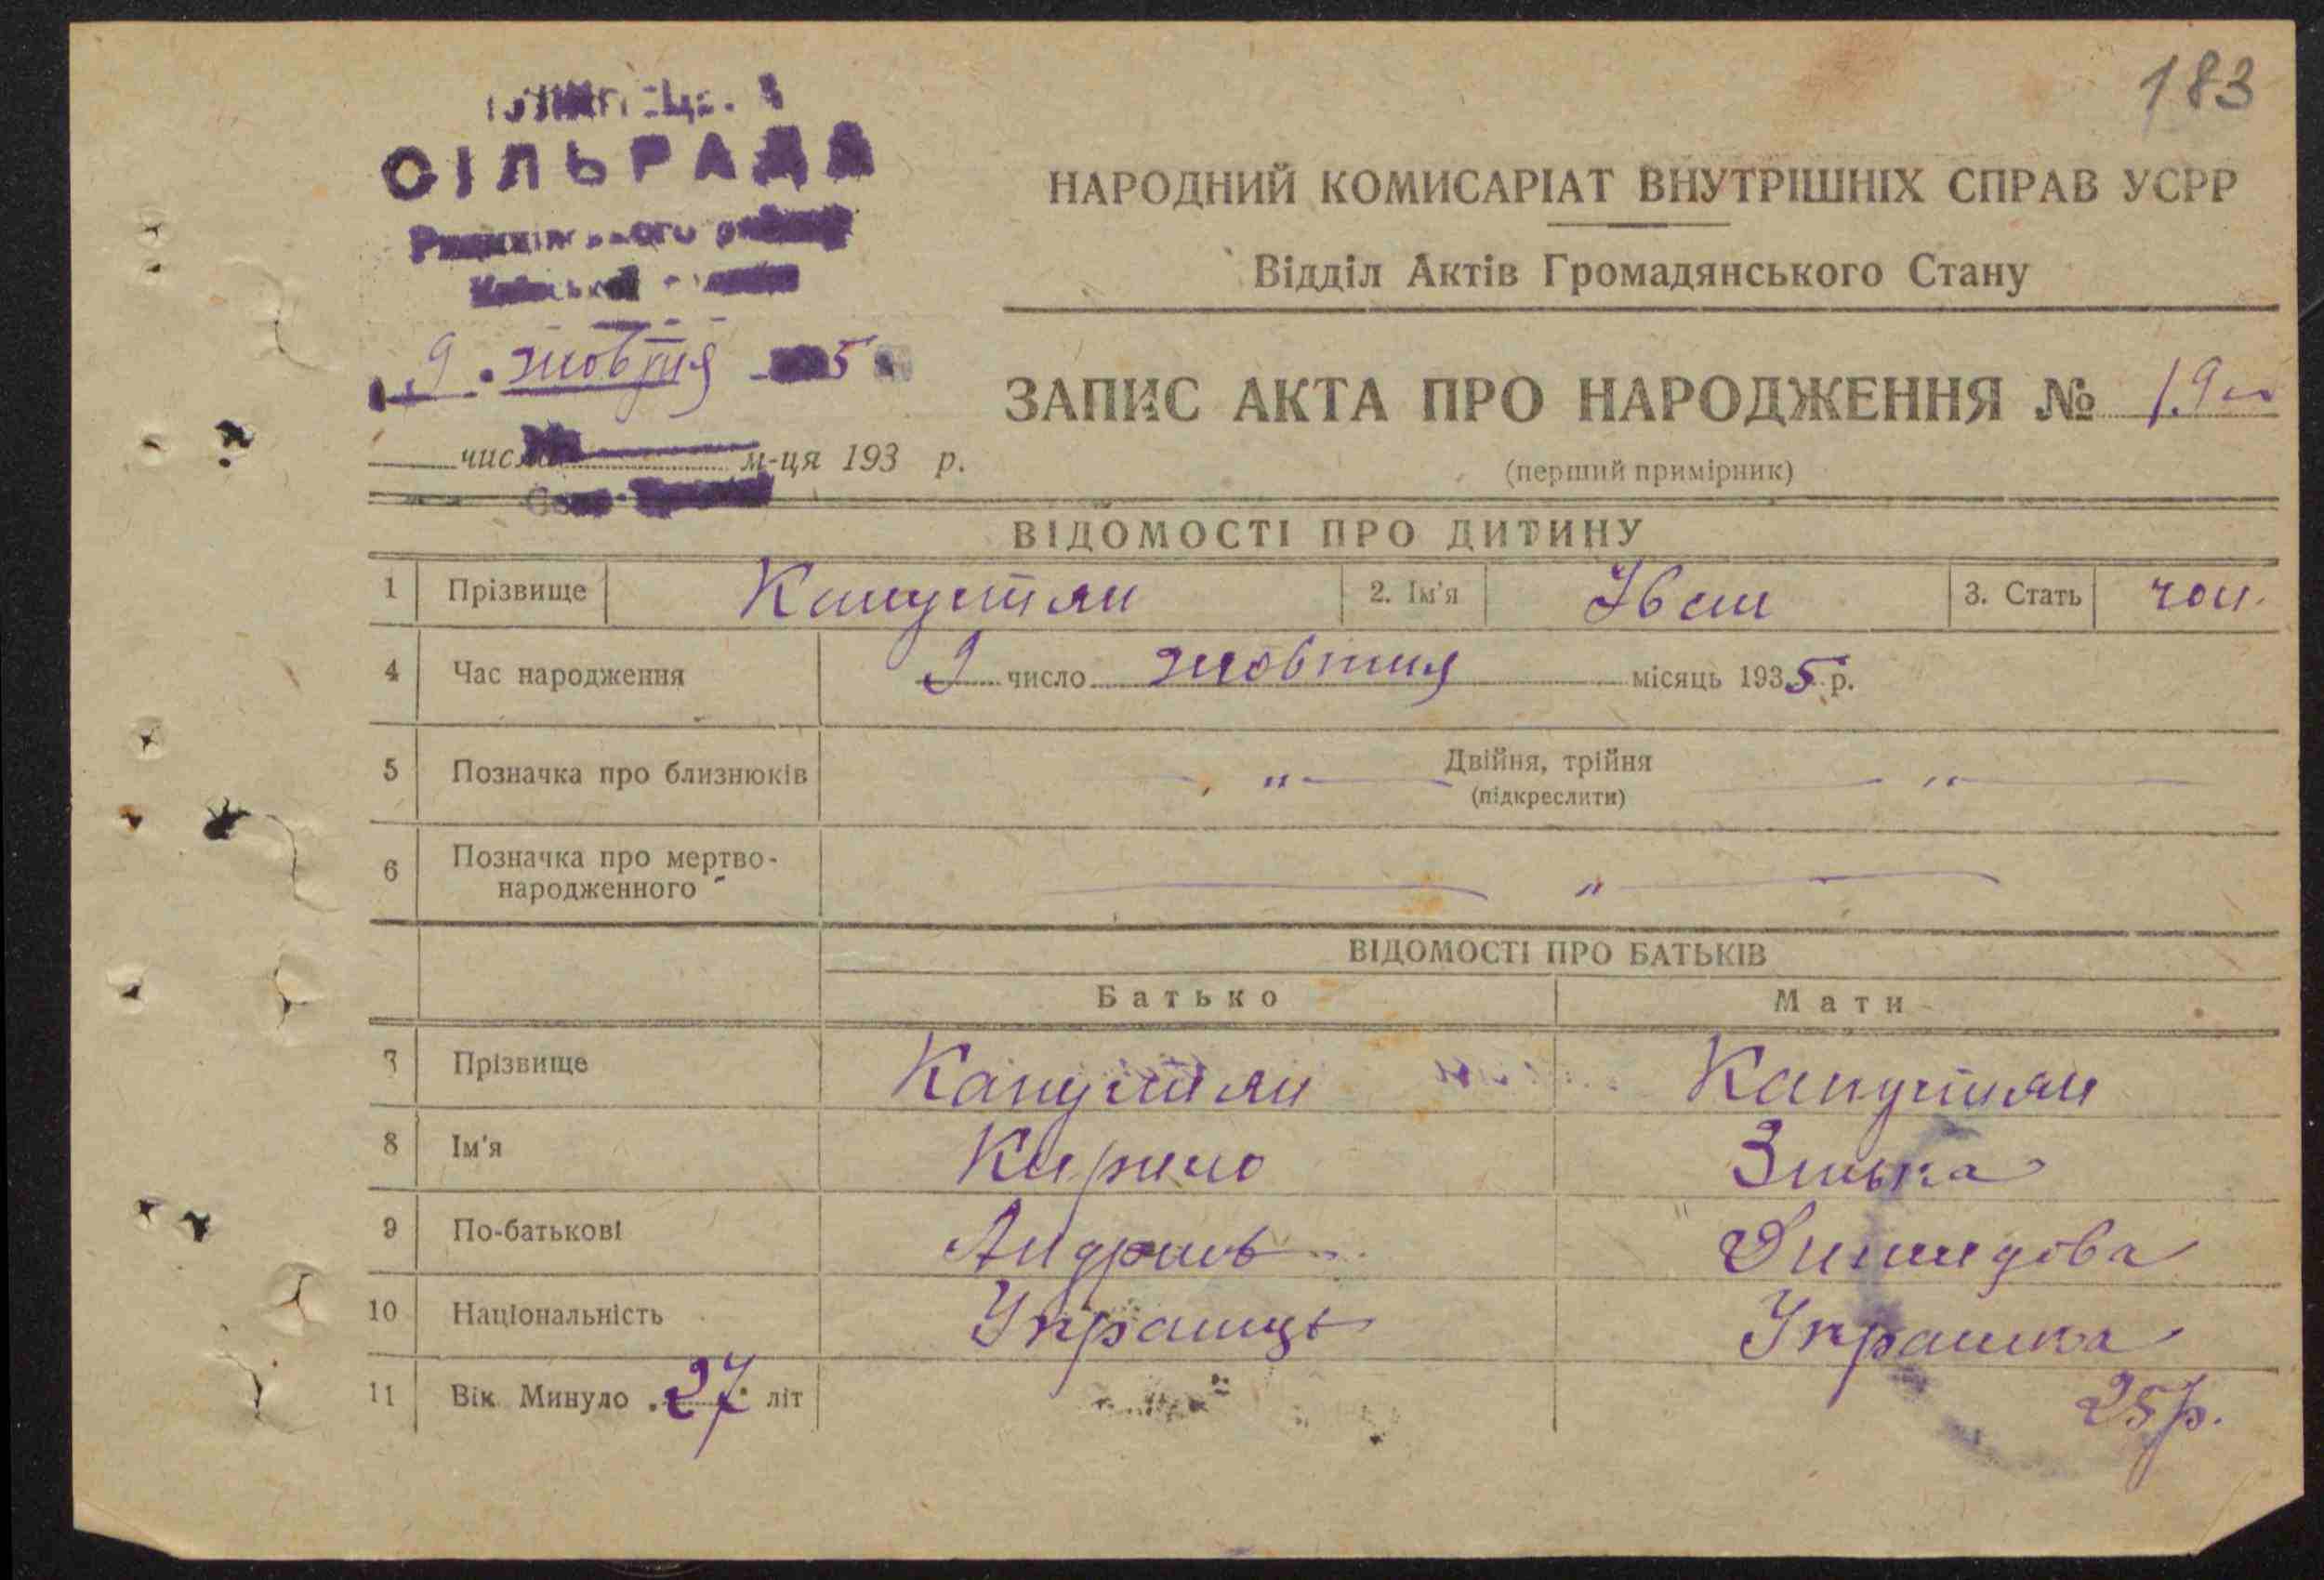 183
СІЛЬРАДА
9. жовтня 5
число м-ця 193 р.
НАРОДНИЙ КОМИСАРІАТ ВНУТРІШНІХ СПРАВ УСРР
Відділ Актів Громадянського Стану
ЗАПИС АКТА ПРО НАРОДЖЕННЯ № 19
(перший примірник)
ВІДОМОСТІ ПРО ДИТИНУ
1 Прізвище Капустян 2. Ім'я Іван 3. Стать чол.
4 Час народження 9 число жовтня місяць 1935 р.
5 Позначка про близнюків — " — Двійня, трійня — " —
(підкреслити)
6 Позначка про мертво-
народженного — " —
ВІДОМОСТІ ПРО БАТЬКІВ
Батько Мати
7 Прізвище Капустян Капустян
8 Ім'я Кирило Зінька
9 По-батькові Андріїв
10 Національність Українць Українка
11 Вік. Минуло 27 літ 25 р.